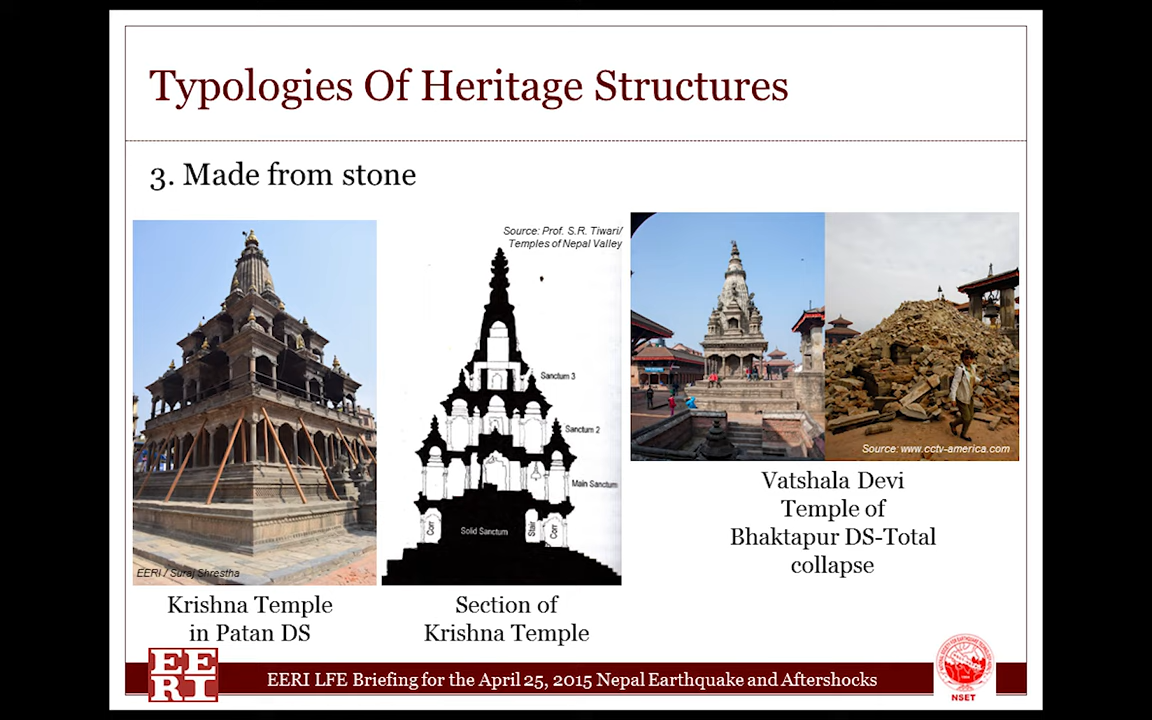 Typologies Of Heritage Structures
3. Made from stone
EERI / Suraj Shrestha
Krishna Temple
in Patan DS
Source: Prof. S.R. Tiwari/
Temples of Nepal Valley
Sanctum 3
Sanctum 2
Main Sanctum
Corr
Solid Sanctum
Stair
Corr
Section of
Krishna Temple
Source: www.cctv-america.com
Vatshala Devi
Temple of
Bhaktapur DS-Total
collapse
EE
RI
EERI LFE Briefing for the April 25, 2015 Nepal Earthquake and Aftershocks
NSET